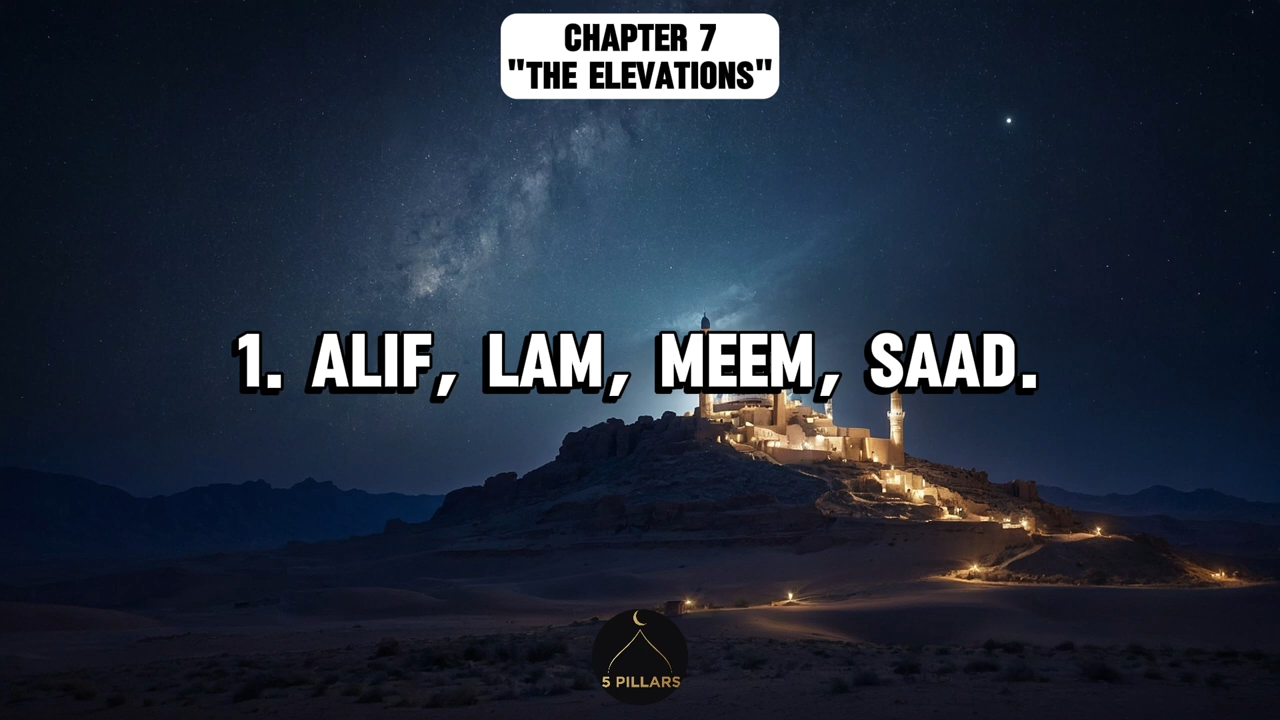 CHAPTER 7
"THE ELEVATIONS"
1. ALIF, LAM, MEEM, SAAD.
5 PILLARS